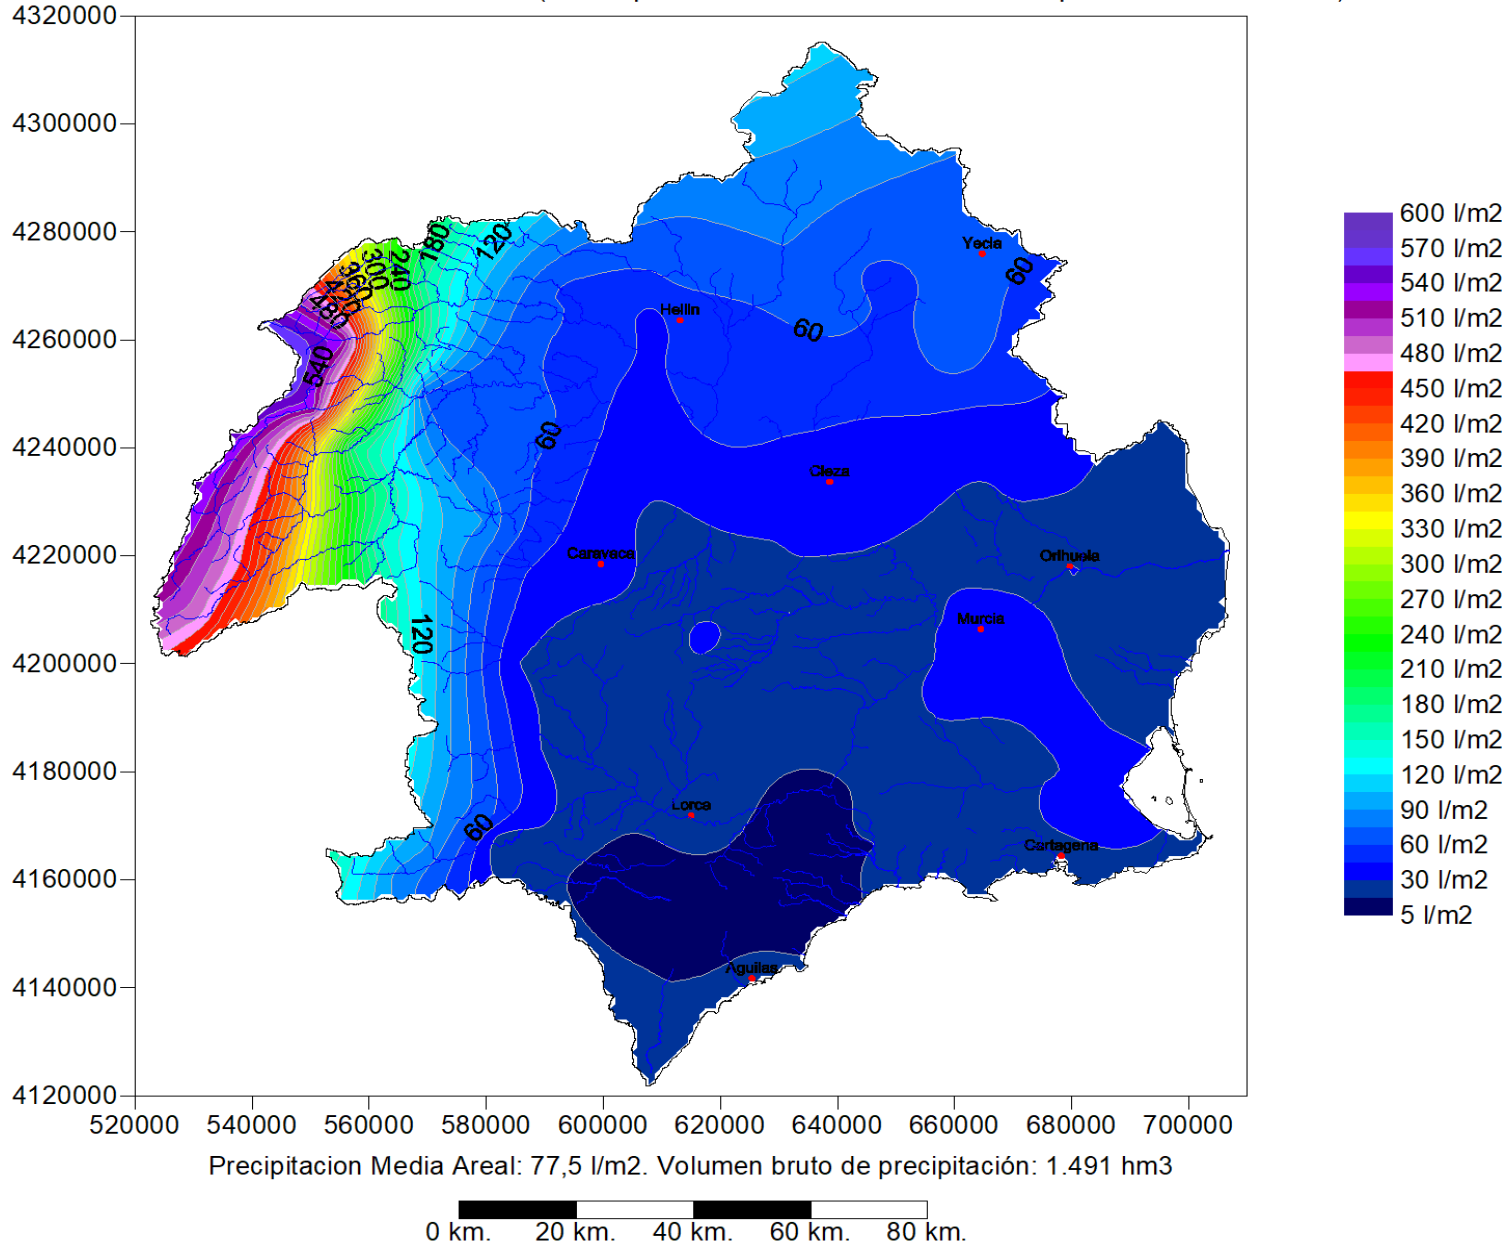 4320000
4300000
4280000
4260000
4240000
4220000
4200000
4180000
4160000
4140000
4120000
520000 540000 560000 580000 600000 620000 640000 660000 680000 700000
180
120
240
300
360
420
480
540
60
60
60
120
60
Yecla
Hellin
Cieza
Caravaca
Orihuela
Murcia
Lorca
Cartagena
Aguilas
600 l/m2
570 l/m2
540 l/m2
510 l/m2
480 l/m2
450 l/m2
420 l/m2
390 l/m2
360 l/m2
330 l/m2
300 l/m2
270 l/m2
240 l/m2
210 l/m2
180 l/m2
150 l/m2
120 l/m2
90 l/m2
60 l/m2
30 l/m2
5 l/m2
Precipitacion Media Areal: 77,5 l/m2. Volumen bruto de precipitación: 1.491 hm3
0 km. 20 km. 40 km. 60 km. 80 km.